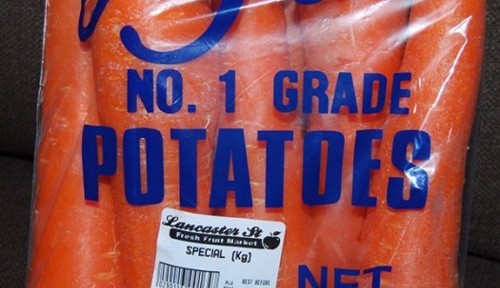 NO. 1 GRADE
POTATOES
Lancaster St
Fresh Fruit Market
SPECIAL (Kg)
BEST BEFORE
NET